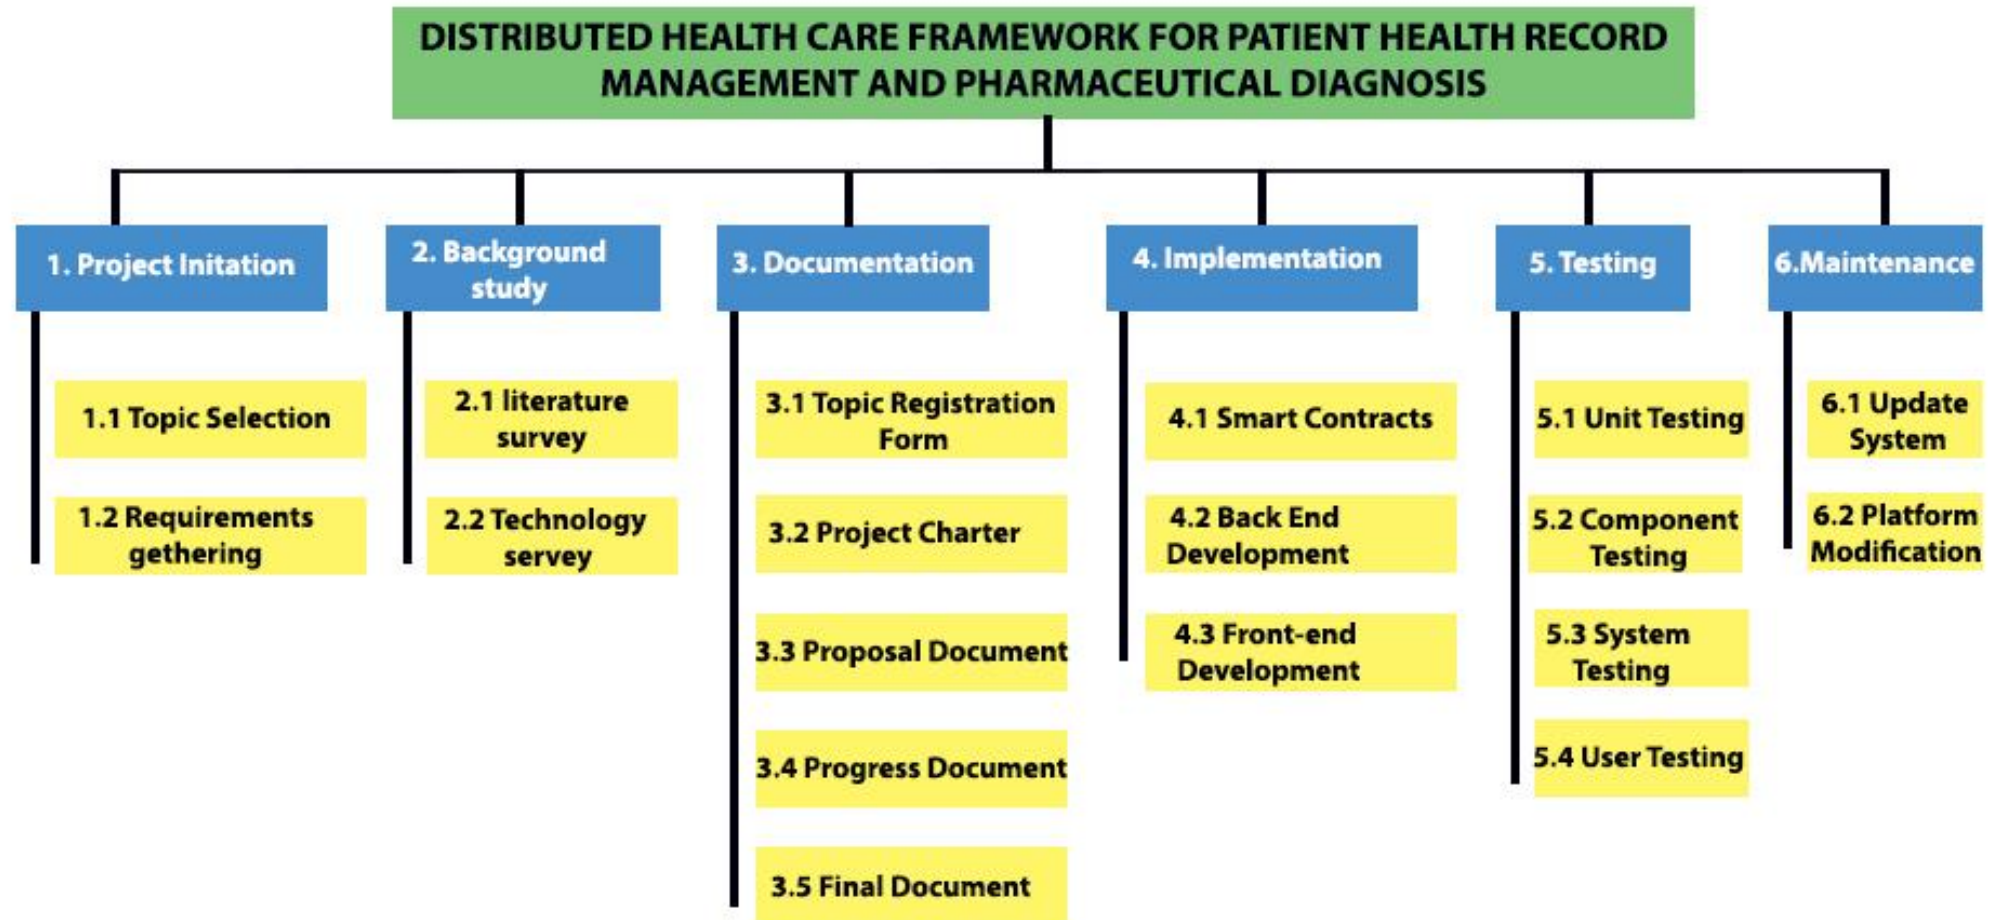 DISTRIBUTED HEALTH CARE FRAMEWORK FOR PATIENT HEALTH RECORD
MANAGEMENT AND PHARMACEUTICAL DIAGNOSIS
1. Project Initation
2. Background
study
3. Documentation
4. Implementation
5. Testing
6.Maintenance
1.1 Topic Selection
1.2 Requirements
gethering
2.1 literature
survey
2.2 Technology
servey
3.1 Topic Registration
Form
3.2 Project Charter
3.3 Proposal Document
3.4 Progress Document
3.5 Final Document
4.1 Smart Contracts
4.2 Back End
Development
4.3 Front-end
Development
5.1 Unit Testing
5.2 Component
Testing
5.3 System
Testing
5.4 User Testing
6.1 Update
System
6.2 Platform
Modification